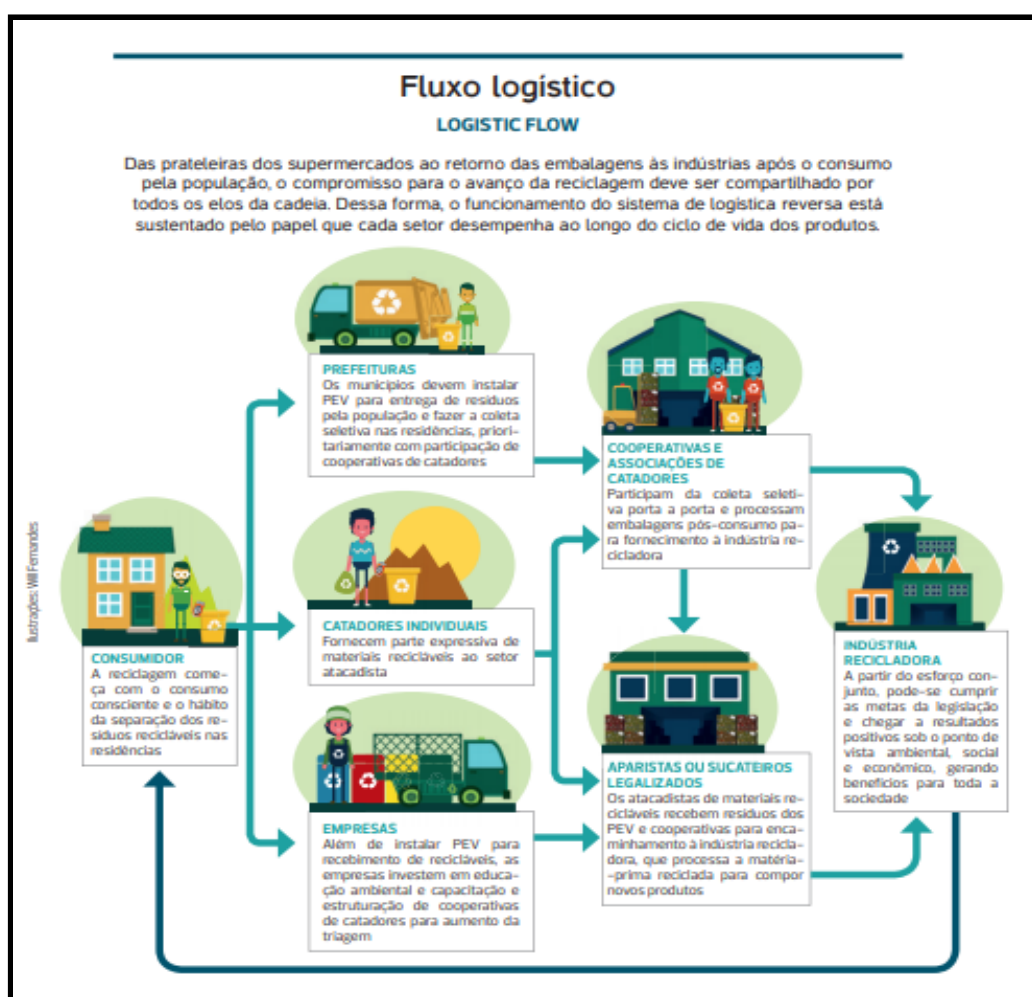 Fluxo logístico
LOGISTIC FLOW
Das prateleiras dos supermercados ao retorno das embalagens às indústrias após o consumo
pela população, o compromisso para o avanço da reciclagem deve ser compartilhado por
todos os elos da cadeia. Dessa forma, o funcionamento do sistema de logística reversa está
sustentado pelo papel que cada setor desempenha ao longo do ciclo de vida dos produtos.
PREFEITURAS
Os municípios devem instalar
PEV para entrega de resíduos
pela população e fazer a coleta
seletiva nas residências, priori-
tariamente com participação de
cooperativas de catadores
COOPERATIVAS E
ASSOCIAÇÕES DE
CATADORES
Participam da coleta seleti-
va porta a porta e processam
embalagens pós-consumo pa-
ra fornecimento à indústria re-
cicladora
Ilustrações: Will Fernandes
CONSUMIDOR
A reciclagem come-
ça com o consumo
consciente e o hábito
da separação dos re-
síduos recicláveis nas
residências
CATADORES INDIVIDUAIS
Fornecem parte expressiva de
materiais recicláveis ao setor
atacadista
INDÚSTRIA
RECICLADORA
A partir do esforço con-
junto, pode-se cumprir
as metas da legislação
e chegar a resultados
positivos sob o ponto de
vista ambiental, social
e econômico, gerando
benefícios para toda a
sociedade
EMPRESAS
Além de instalar PEV para
recebimento de recicláveis, as
empresas investem em educa-
ção ambiental e capacitação e
estruturação de cooperativas
de catadores para aumento da
triagem
APARISTAS OU SUCATEIROS
LEGALIZADOS
Os atacadistas de materiais re-
cicláveis recebem resíduos dos
PEV e cooperativas para enca-
minhamento à indústria recicla-
dora, que processa a matéria-
-prima reciclada para compor
novos produtos